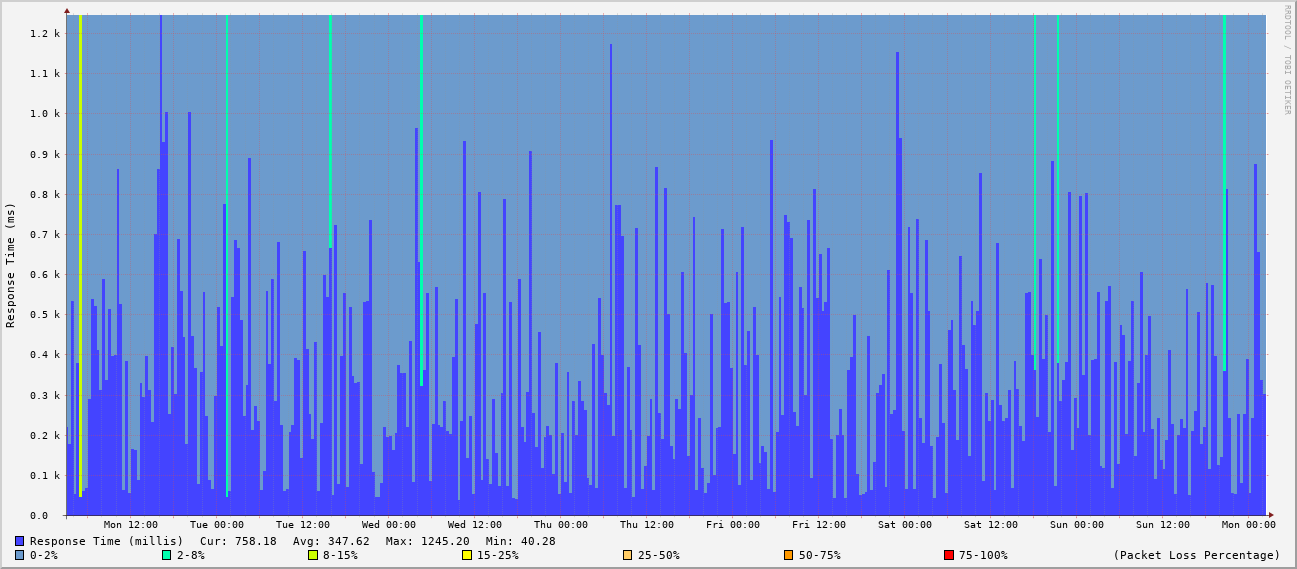 RRDTOOL / TOBI OETIKER
Response Time (ms)
1.2 k
1.1 k
1.0 k
0.9 k
0.8 k
0.7 k
0.6 k
0.5 k
0.4 k
0.3 k
0.2 k
0.1 k
0.0
Mon 12:00 Tue 00:00 Tue 12:00 Wed 00:00 Wed 12:00 Thu 00:00 Thu 12:00 Fri 00:00 Fri 12:00 Sat 00:00 Sat 12:00 Sun 00:00 Sun 12:00 Mon 00:00
Response Time (millis) Cur: 758.18 Avg: 347.62 Max: 1245.20 Min: 40.28
0-2% 2-8% 8-15% 15-25% 25-50% 50-75% 75-100% (Packet Loss Percentage)